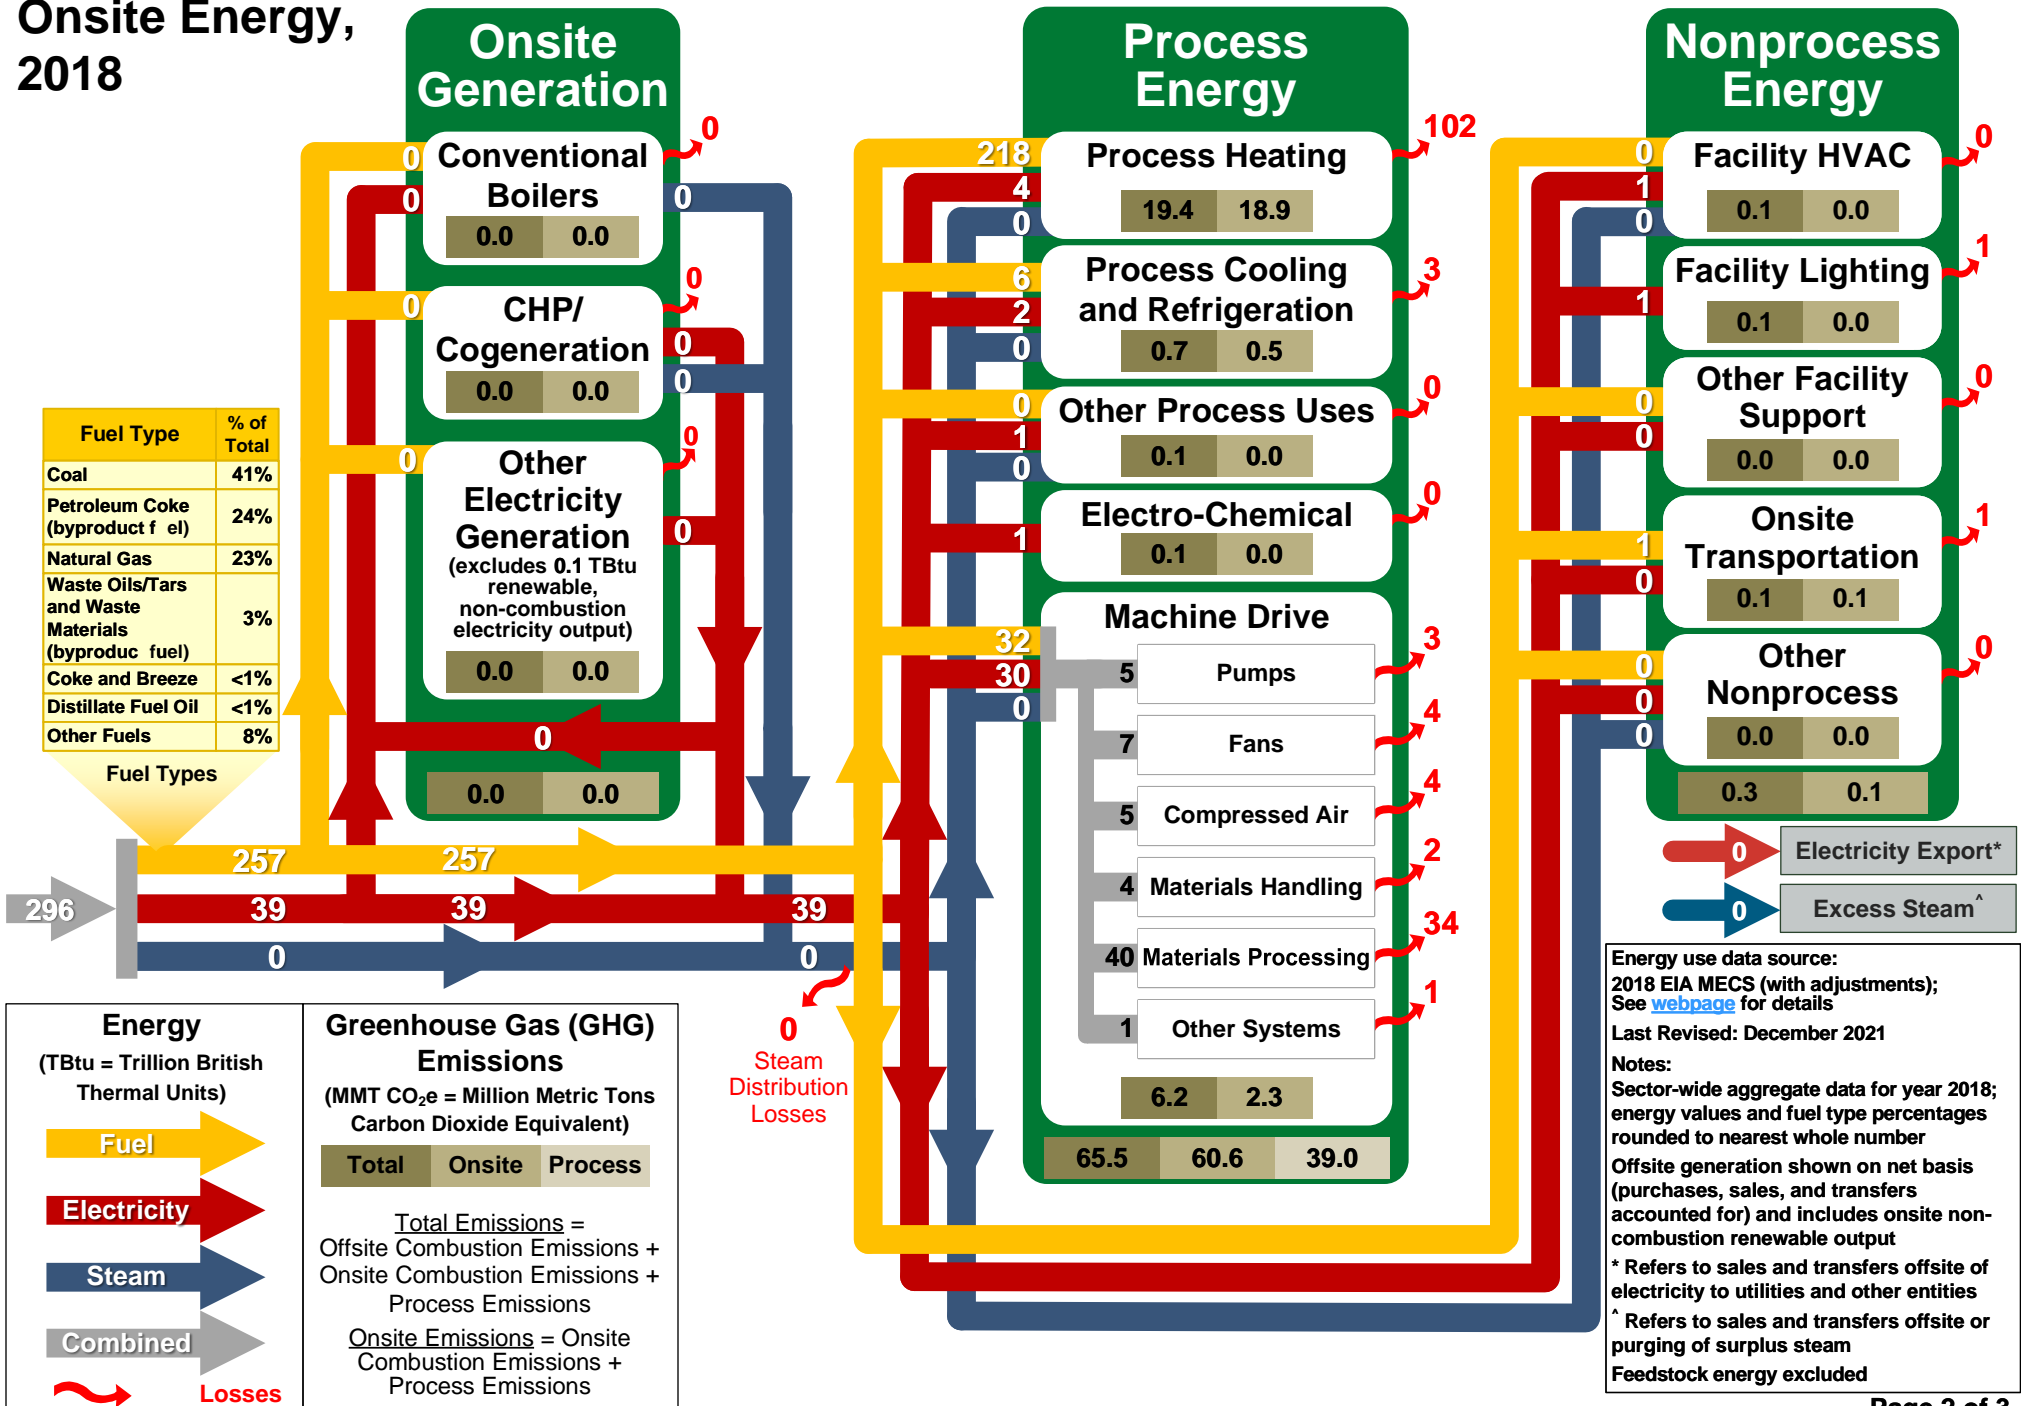 Onsite Energy,
2018
Onsite
Generation
0
0
0
Conventional
Boilers
0.0 0.0
0
0
0
CHP/
Cogeneration
0.0 0.0
0
0
0
0
Other
Electricity
Generation
(excludes 0.1 TBtu
renewable,
non-combustion
electricity output)
0.0 0.0
0
0
0.0 0.0
Fuel Type % of
Total
Coal 41%
Petroleum Coke
(byproduct f el) 24%
Natural Gas 23%
Waste Oils/Tars
and Waste
Materials
(byproduc fuel) 3%
Coke and Breeze <1%
Distillate Fuel Oil <1%
Other Fuels 8%
Fuel Types
296
257 257
39 39 39
0 0
0
Steam
Distribution
Losses
Process
Energy
218
4
0
Process Heating
19.4 18.9
102
6
2
0
Process Cooling
and Refrigeration
0.7 0.5
3
0
1
0
Other Process Uses
0.1 0.0
0
1
Electro-Chemical
0.1 0.0
0
32
30
0
Machine Drive
5 Pumps 3
7 Fans 4
5 Compressed Air 4
4 Materials Handling 2
40 Materials Processing 34
1 Other Systems 1
6.2 2.3
65.5 60.6 39.0
Nonprocess
Energy
0
1
0
Facility HVAC
0.1 0.0
0
1
Facility Lighting
0.1 0.0
1
0
0
Other Facility
Support
0.0 0.0
0
1
0
Onsite
Transportation
0.1 0.1
1
0
0
0
Other
Nonprocess
0.0 0.0
0
0.3 0.1
0 Electricity Export*
0 Excess Steam^
Energy
(TBtu = Trillion British
Thermal Units)
Fuel
Electricity
Steam
Combined
Losses
Greenhouse Gas (GHG)
Emissions
(MMT CO₂e = Million Metric Tons
Carbon Dioxide Equivalent)
Total Onsite Process
Total Emissions =
Offsite Combustion Emissions +
Onsite Combustion Emissions +
Process Emissions
Onsite Emissions = Onsite
Combustion Emissions +
Process Emissions
Energy use data source:
2018 EIA MECS (with adjustments);
See webpage for details
Last Revised: December 2021
Notes:
Sector-wide aggregate data for year 2018;
energy values and fuel type percentages
rounded to nearest whole number
Offsite generation shown on net basis
(purchases, sales, and transfers
accounted for) and includes onsite non-
combustion renewable output
* Refers to sales and transfers offsite of
electricity to utilities and other entities
^ Refers to sales and transfers offsite or
purging of surplus steam
Feedstock energy excluded
Page 2 of 3